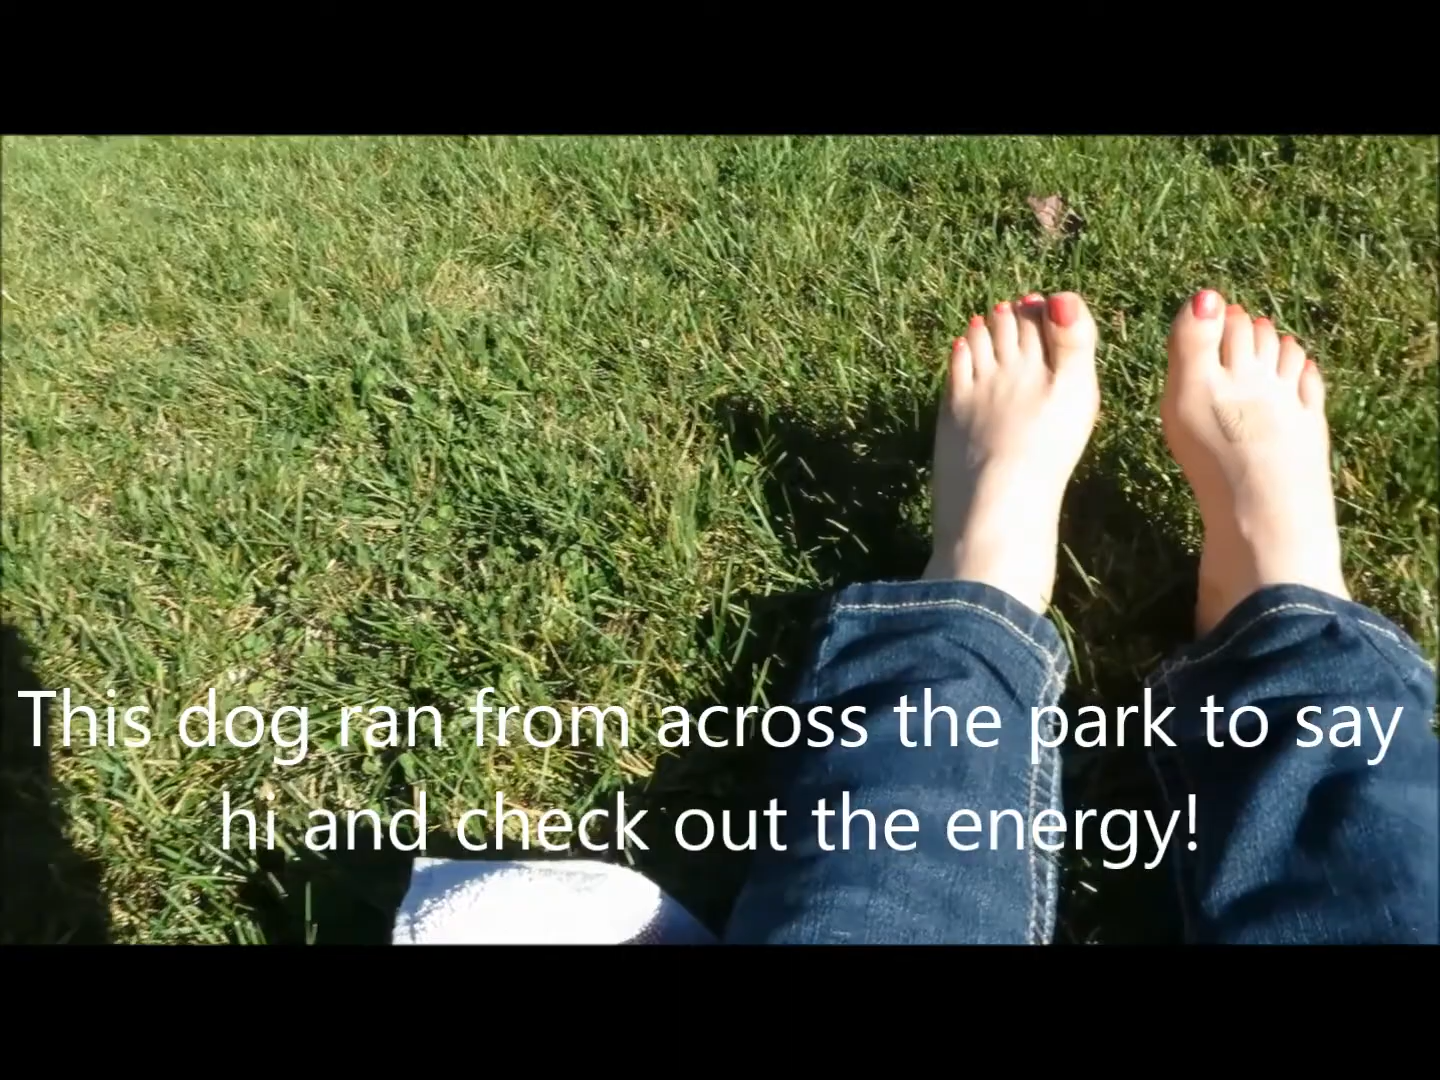 This dog ran from across the park to say
hi and check out the energy!